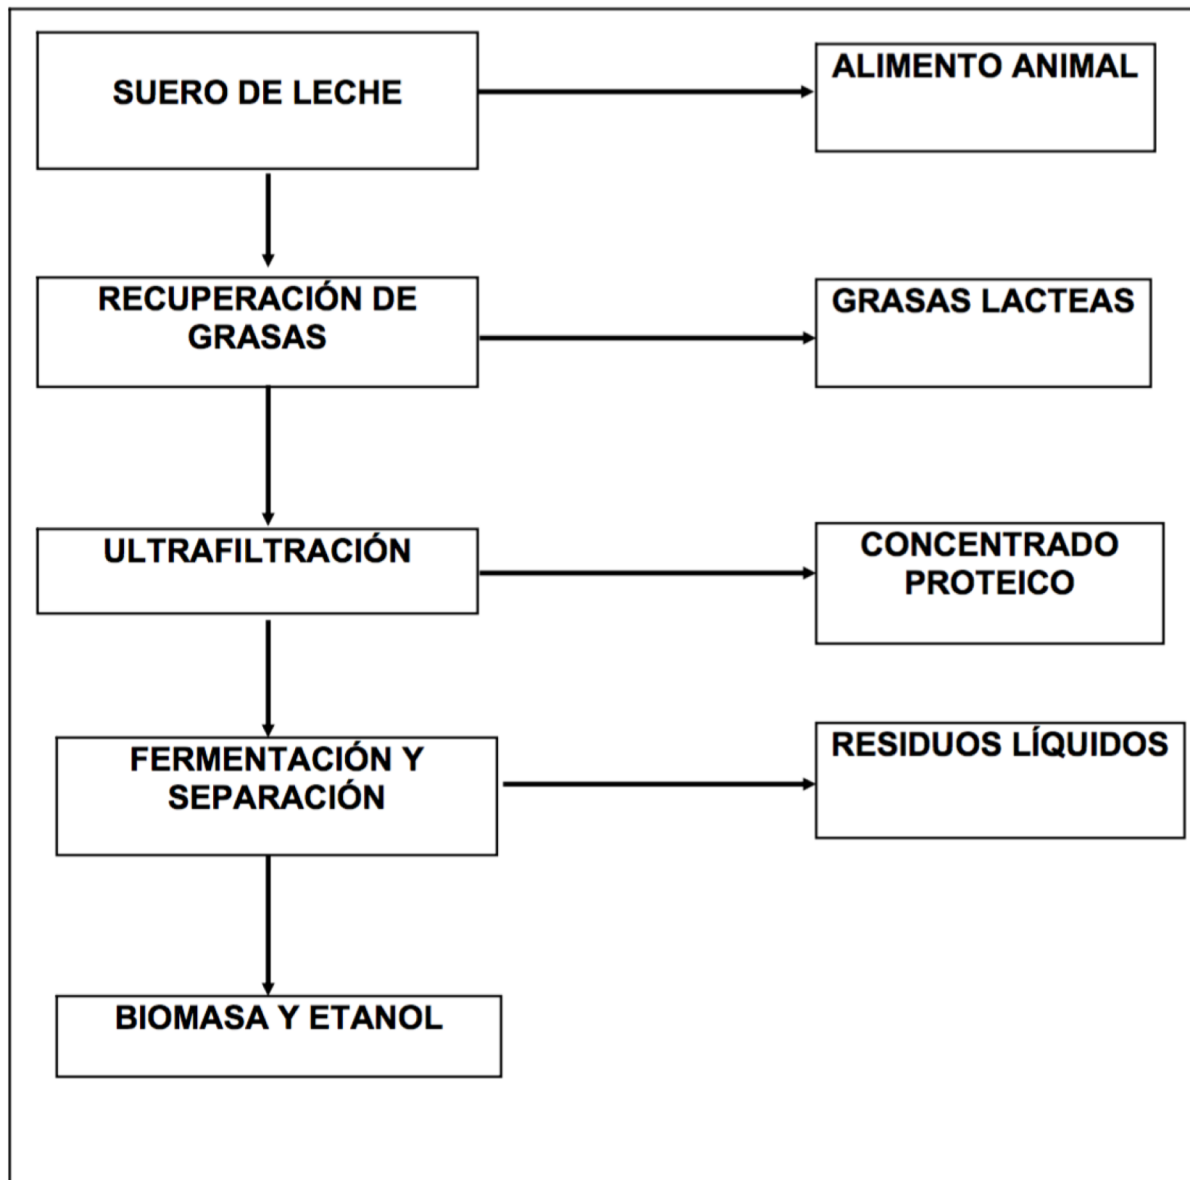 SUERO DE LECHE
ALIMENTO ANIMAL
RECUPERACIÓN DE
GRASAS
GRASAS LACTEAS
ULTRAFILTRACIÓN
CONCENTRADO
PROTEICO
FERMENTACIÓN Y
SEPARACIÓN
RESIDUOS LÍQUIDOS
BIOMASA Y ETANOL